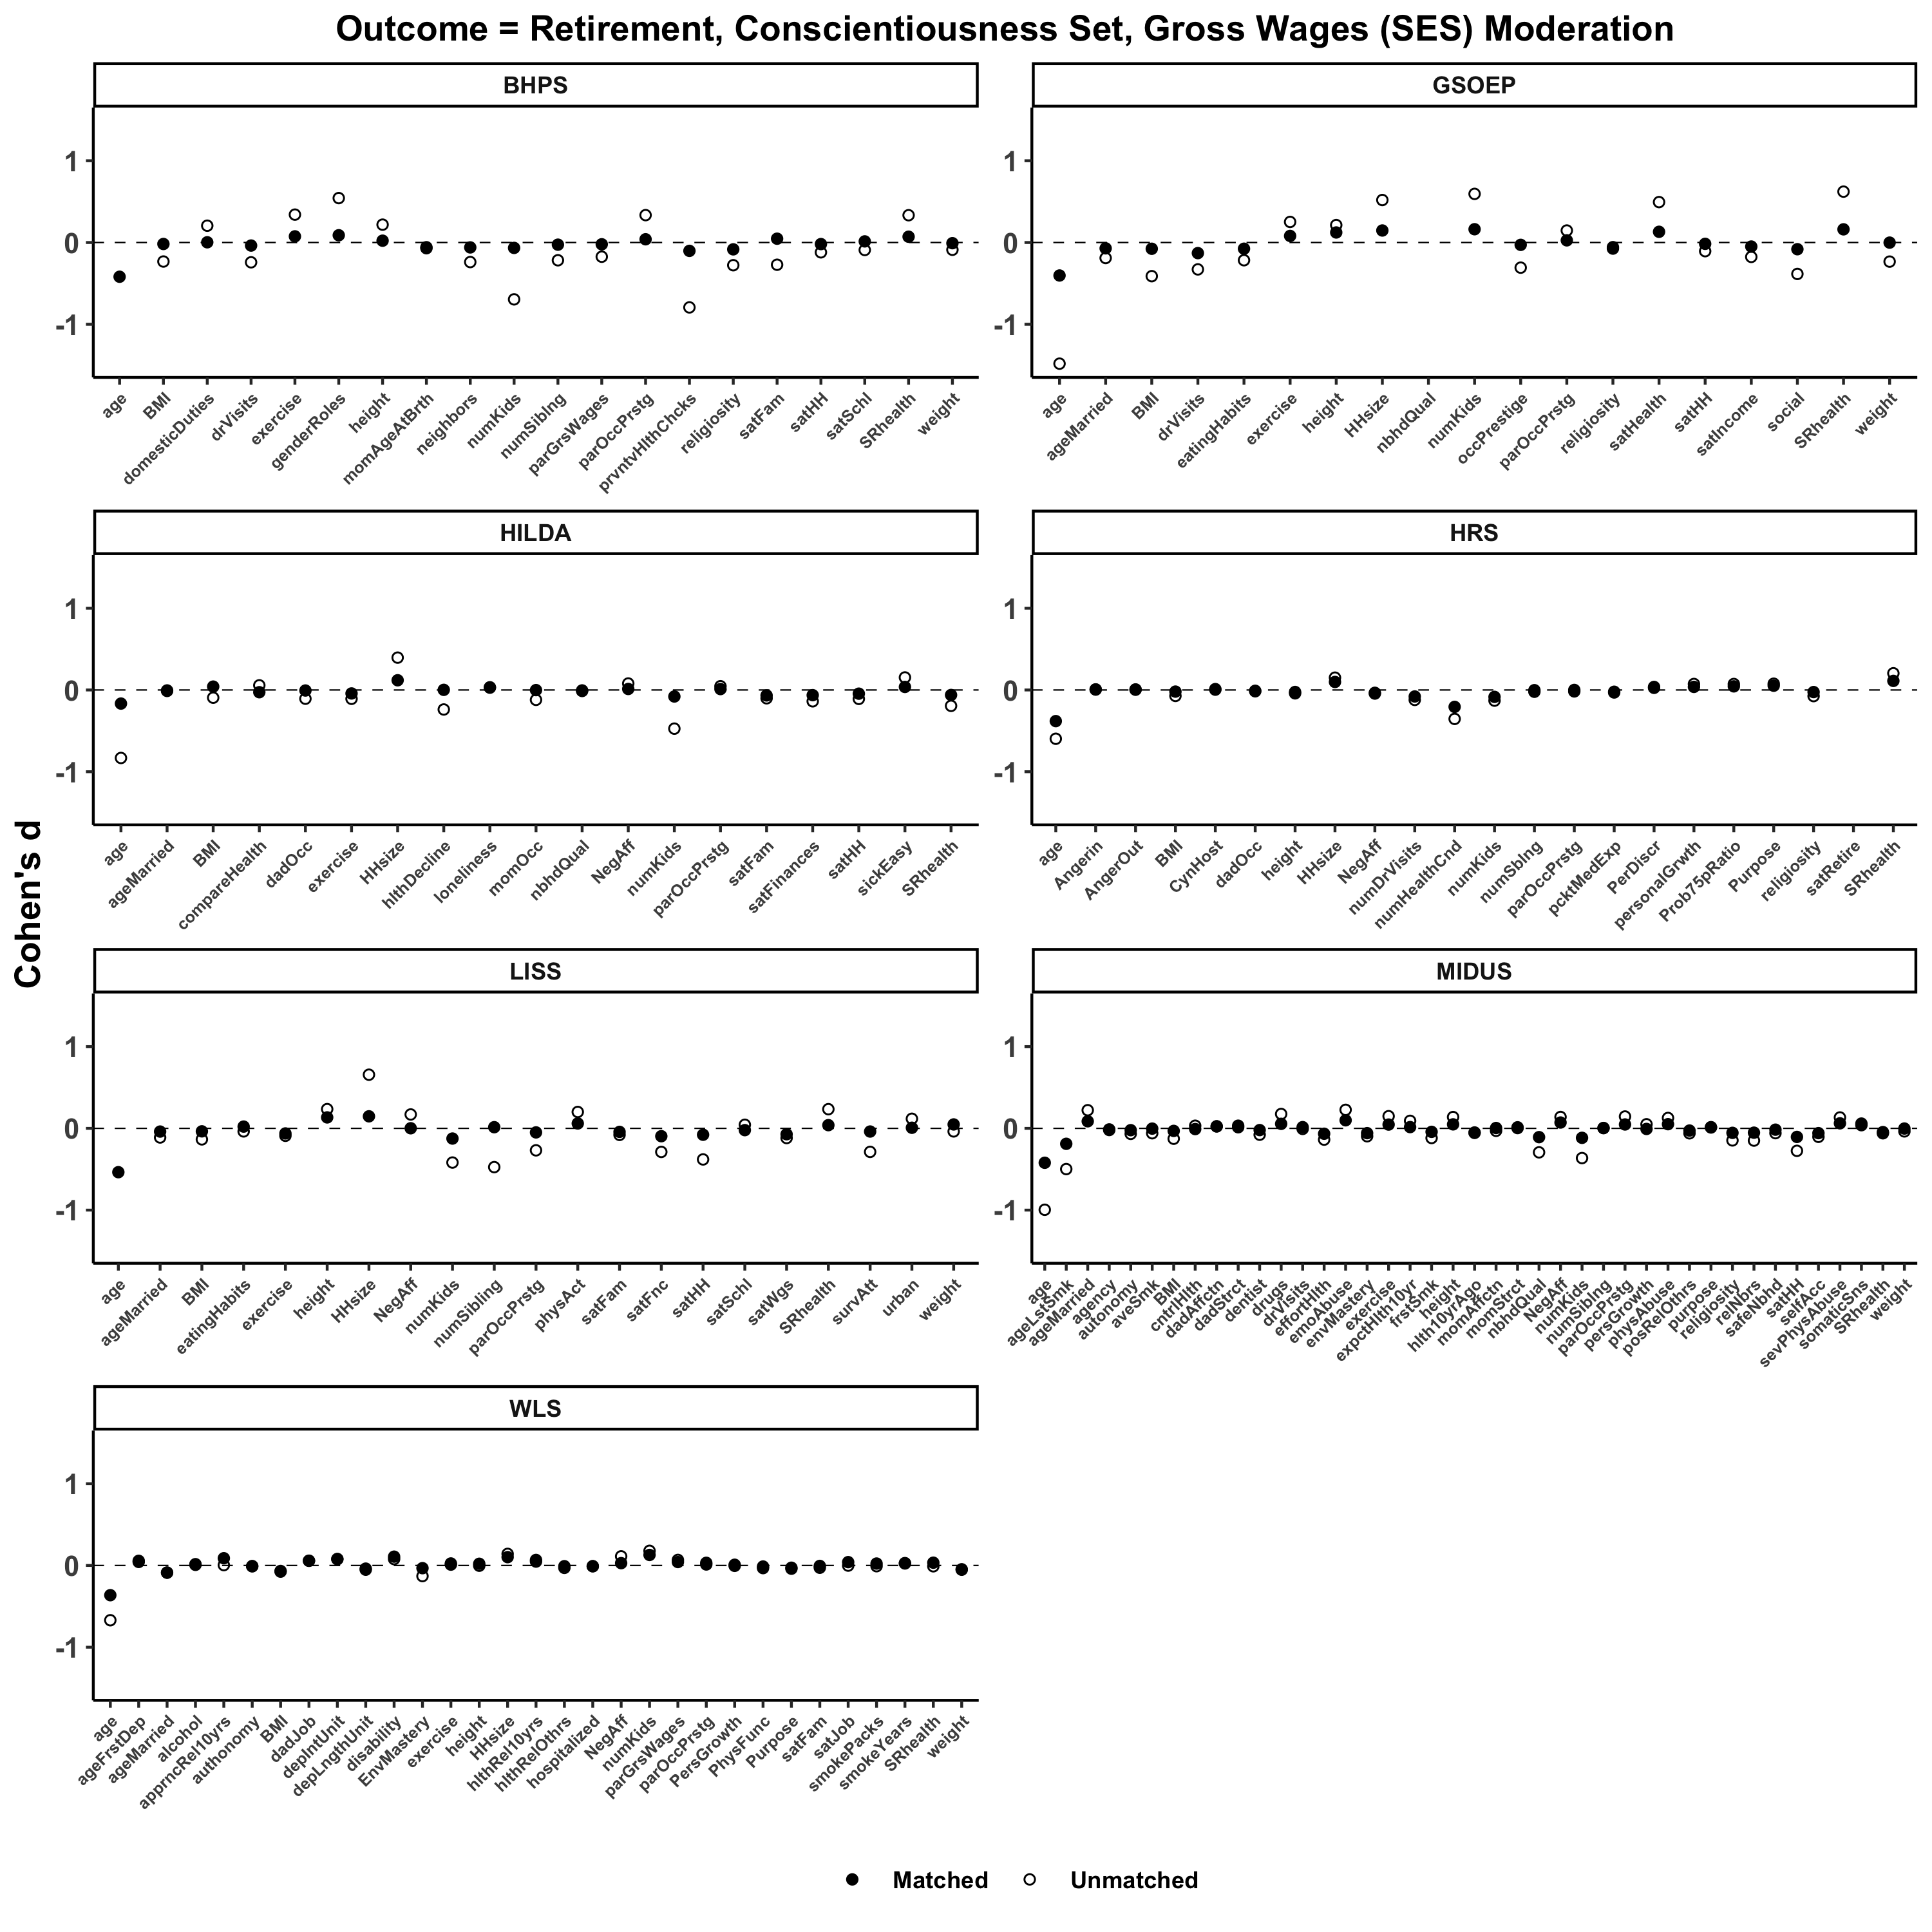 Outcome = Retirement, Conscientiousness Set, Gross Wages (SES) Moderation
Cohen's d
BHPS
1
0
-1
age
BMI
domesticDuties
drVisits
exercise
genderRoles
height
momAgeAtBrth
neighbors
numKids
numSiblng
parGrsWages
parOccPrstg
prvntvHlthChcks
religiosity
satFam
satHH
satSchl
SRhealth
weight
GSOEP
1
0
-1
age
ageMarried
BMI
drVisits
eatingHabits
exercise
height
HHsize
nbhdQual
numKids
occPrestige
parOccPrstg
religiosity
satHealth
satHH
satIncome
social
SRhealth
weight
HILDA
1
0
-1
age
ageMarried
BMI
compareHealth
dadOcc
exercise
HHsize
hlthDecline
loneliness
momOcc
nbhdQual
NegAff
numKids
parOccPrstg
satFam
satFinances
satHH
sickEasy
SRhealth
HRS
1
0
-1
age
Angerin
AngerOut
BMI
CynHost
dadOcc
height
HHsize
NegAff
numDrVisits
numHealthCnd
numKids
numSblng
parOccPrstg
pcktMedExp
PerDiscr
personalGrwth
Prob75pRatio
Purpose
religiosity
satRetire
SRhealth
LISS
1
0
-1
age
ageMarried
BMI
eatingHabits
exercise
height
HHsize
NegAff
numKids
numSibling
parOccPrstg
physAct
satFam
satFnc
satHH
satSchl
satWgs
SRhealth
survAtt
urban
weight
MIDUS
1
0
-1
age
ageLstSmk
ageMarried
agency
autonomy
aveSmk
BMI
cntrlHlth
dadAffctn
dadStrct
dentist
drugs
drVisits
effortHlth
emoAbuse
envMastery
exercise
expctHlth10yr
frstSmk
height
hlth10yrAgo
momAffctn
momStrct
nbhdQual
NegAff
numKids
numSiblng
parOccPrstg
persGrowth
physAbuse
posRelOthrs
purpose
religiosity
relNbrs
safeNbhd
satHH
selfAcc
sevPhysAbuse
somaticSns
SRhealth
weight
WLS
1
0
-1
age
ageFrstDep
ageMarried
alcohol
apprncRel10yrs
authonomy
BMI
dadJob
depIntUnit
depLngthUnit
disability
EnvMastery
exercise
height
HHsize
hlthRel10yrs
hlthRelOthrs
hospitalized
NegAff
numKids
parGrsWages
parOccPrstg
PersGrowth
PhysFunc
Purpose
satFam
satJob
smokePacks
smokeYears
SRhealth
weight
Matched
Unmatched